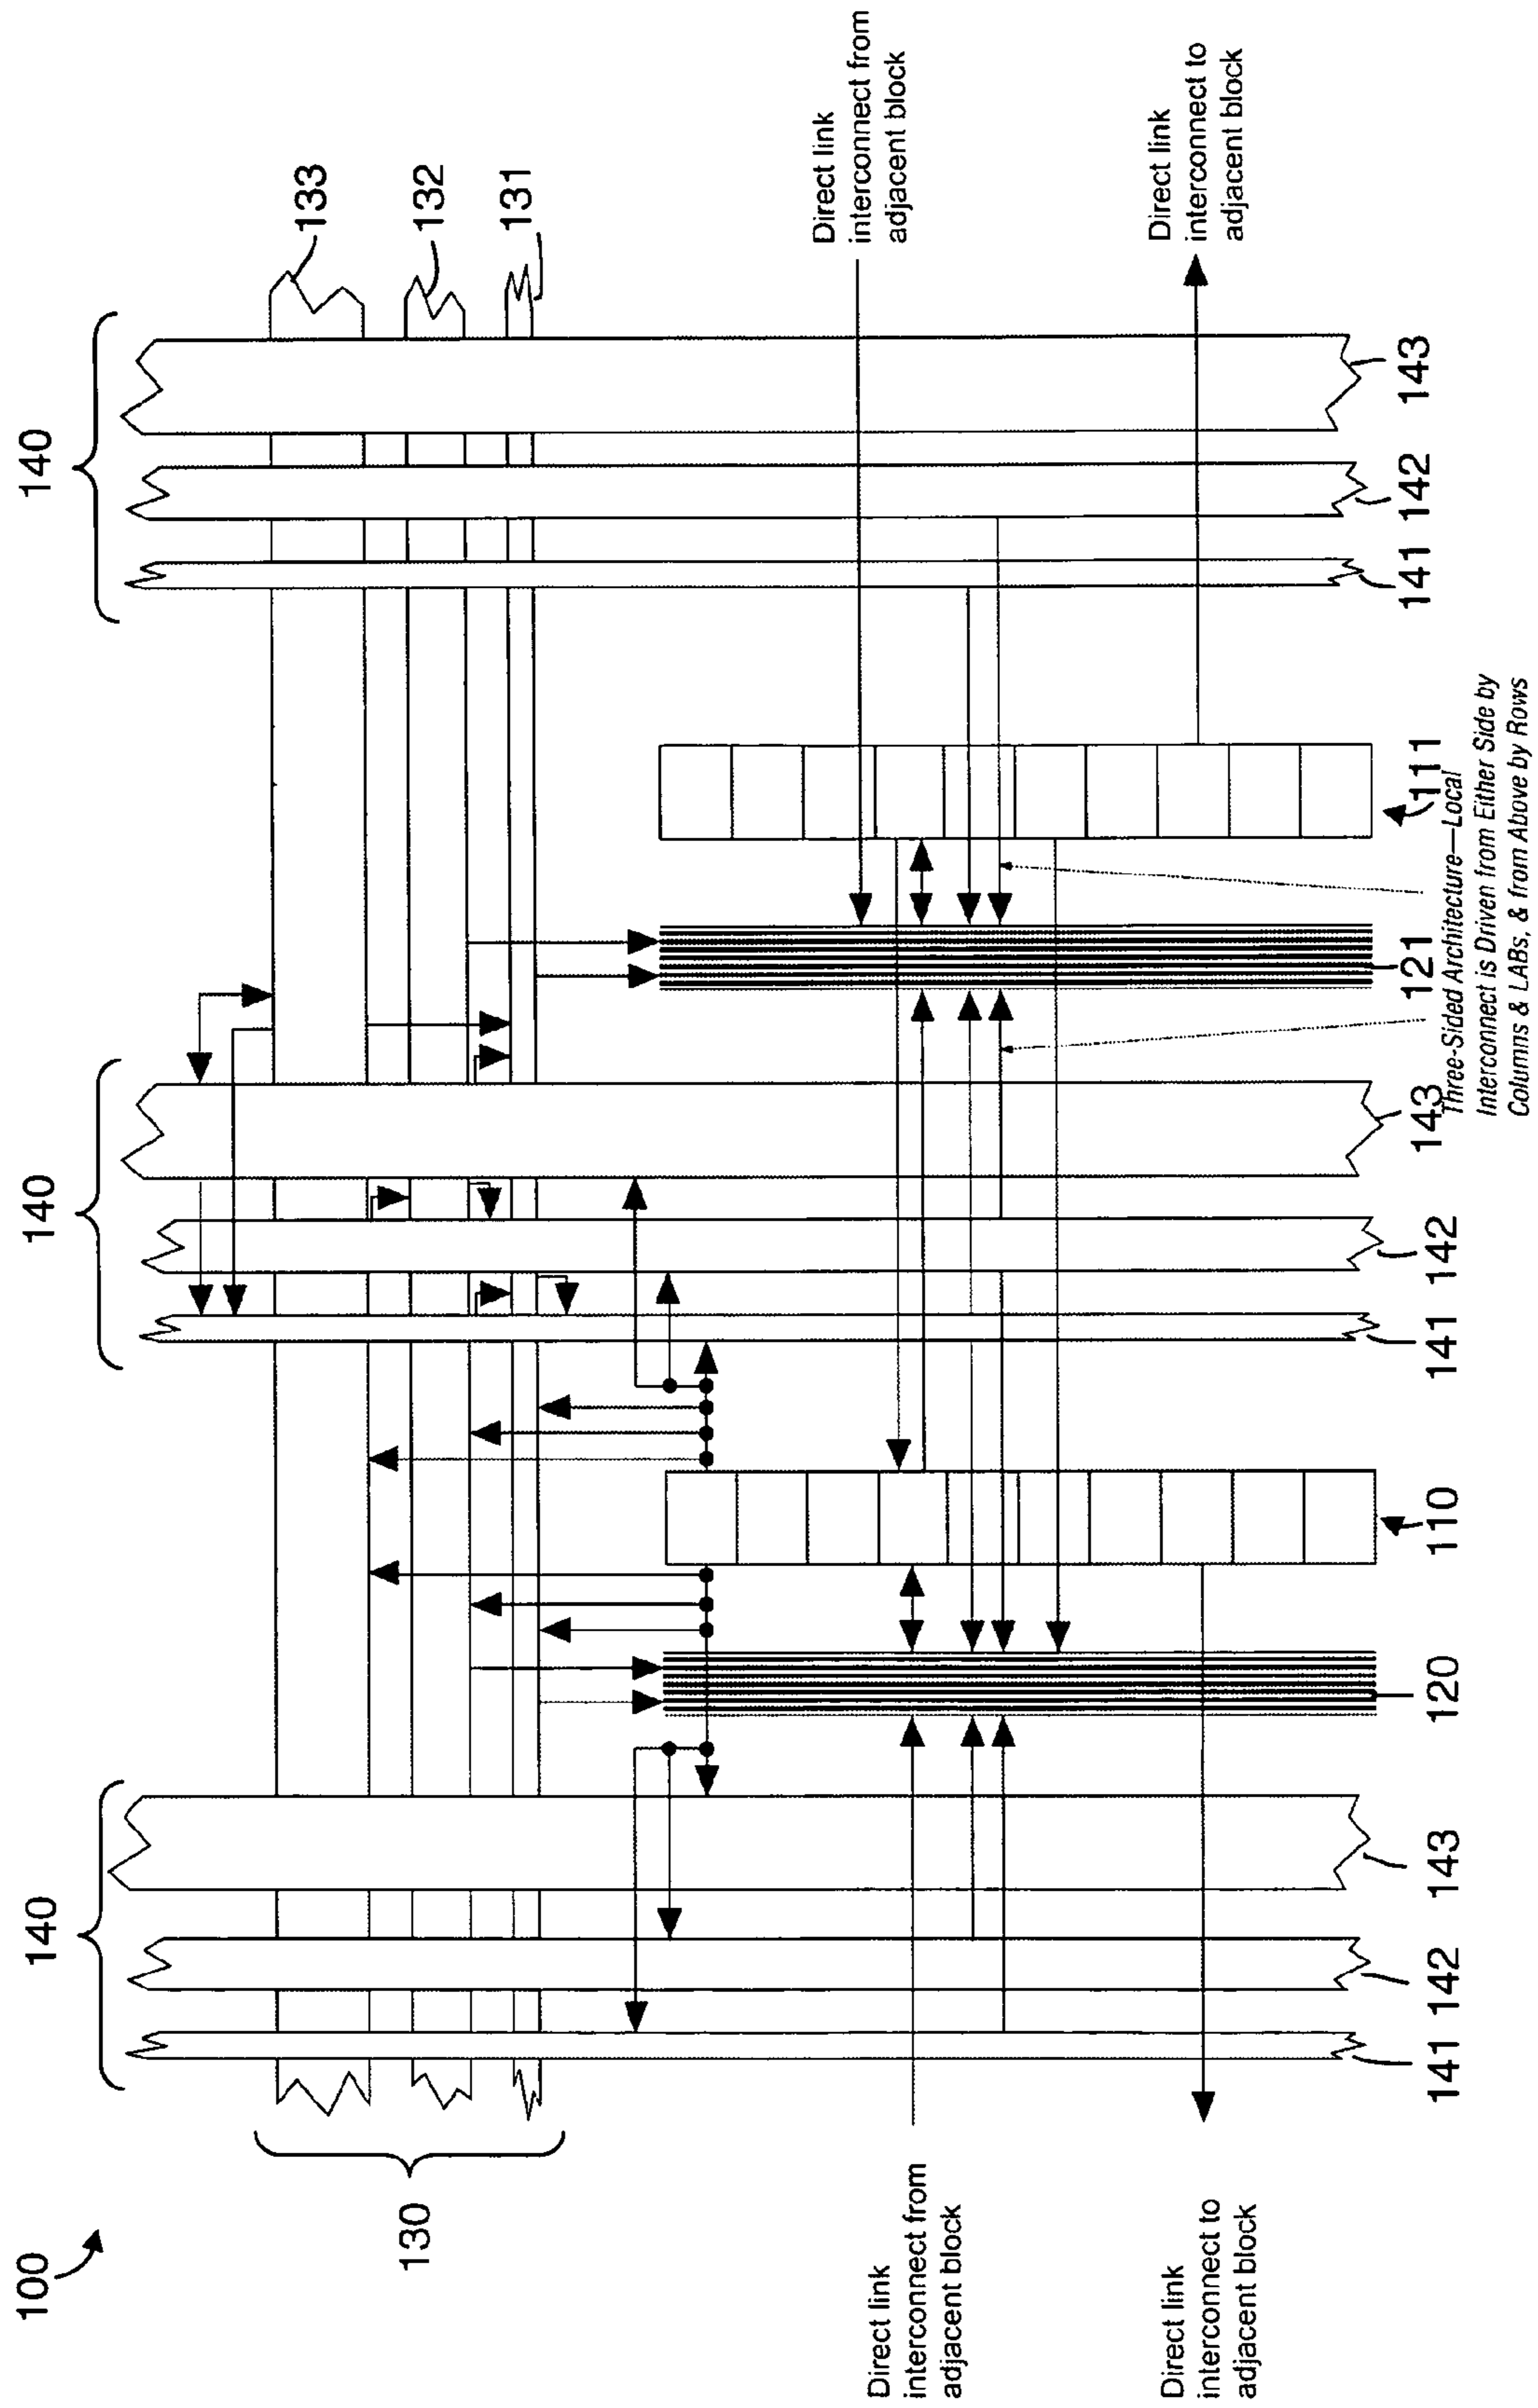 100
130
140
140
140
133
132
131
Direct link
interconnect from
adjacent block
Direct link
interconnect to
adjacent block
Direct link
interconnect from
adjacent block
Direct link
interconnect to
adjacent block
141
142
143
120
110
141
142
143
121
111
141
142
143
Three-Sided Architecture—Local
Interconnect is Driven from Either Side by
Columns & LABs, & from Above by Rows